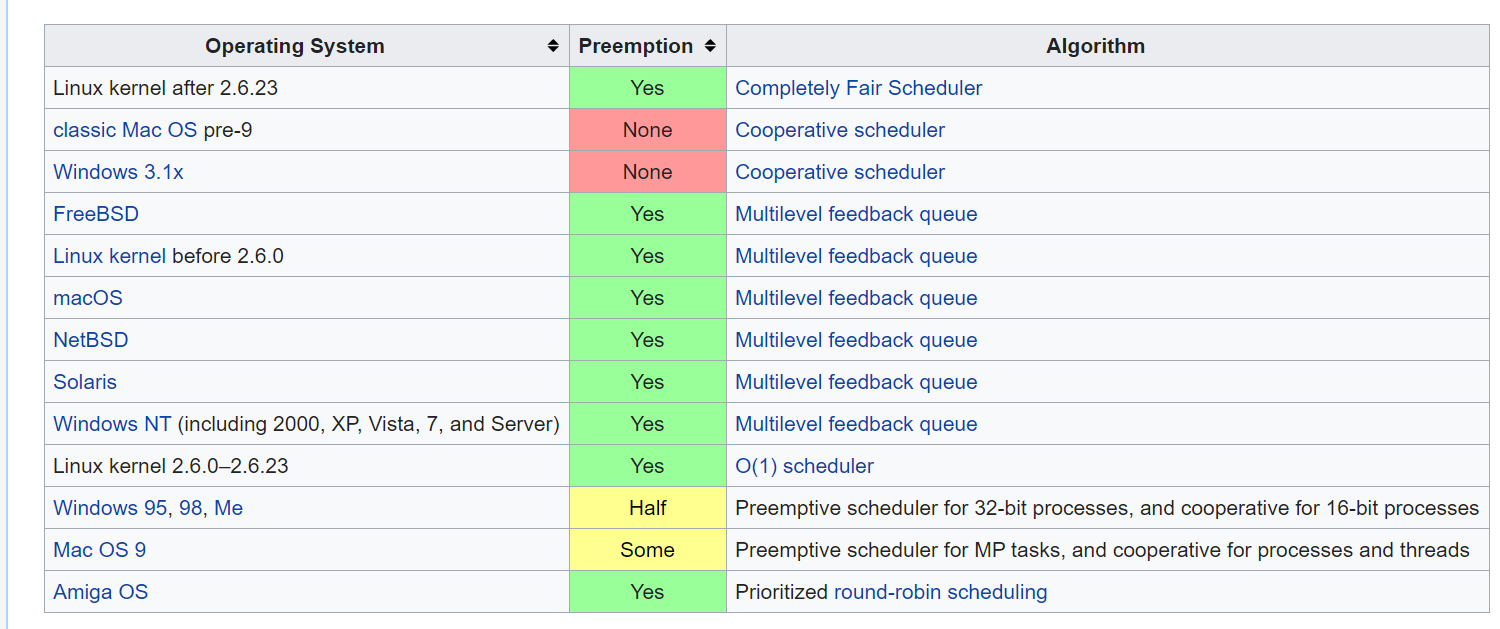 Operating System Preemption Algorithm
Linux kernel after 2.6.23 Yes Completely Fair Scheduler
classic Mac OS pre-9 None Cooperative scheduler
Windows 3.1x None Cooperative scheduler
FreeBSD Yes Multilevel feedback queue
Linux kernel before 2.6.0 Yes Multilevel feedback queue
macOS Yes Multilevel feedback queue
NetBSD Yes Multilevel feedback queue
Solaris Yes Multilevel feedback queue
Windows NT (including 2000, XP, Vista, 7, and Server) Yes Multilevel feedback queue
Linux kernel 2.6.0–2.6.23 Yes O(1) scheduler
Windows 95, 98, Me Half Preemptive scheduler for 32-bit processes, and cooperative for 16-bit processes
Mac OS 9 Some Preemptive scheduler for MP tasks, and cooperative for processes and threads
Amiga OS Yes Prioritized round-robin scheduling